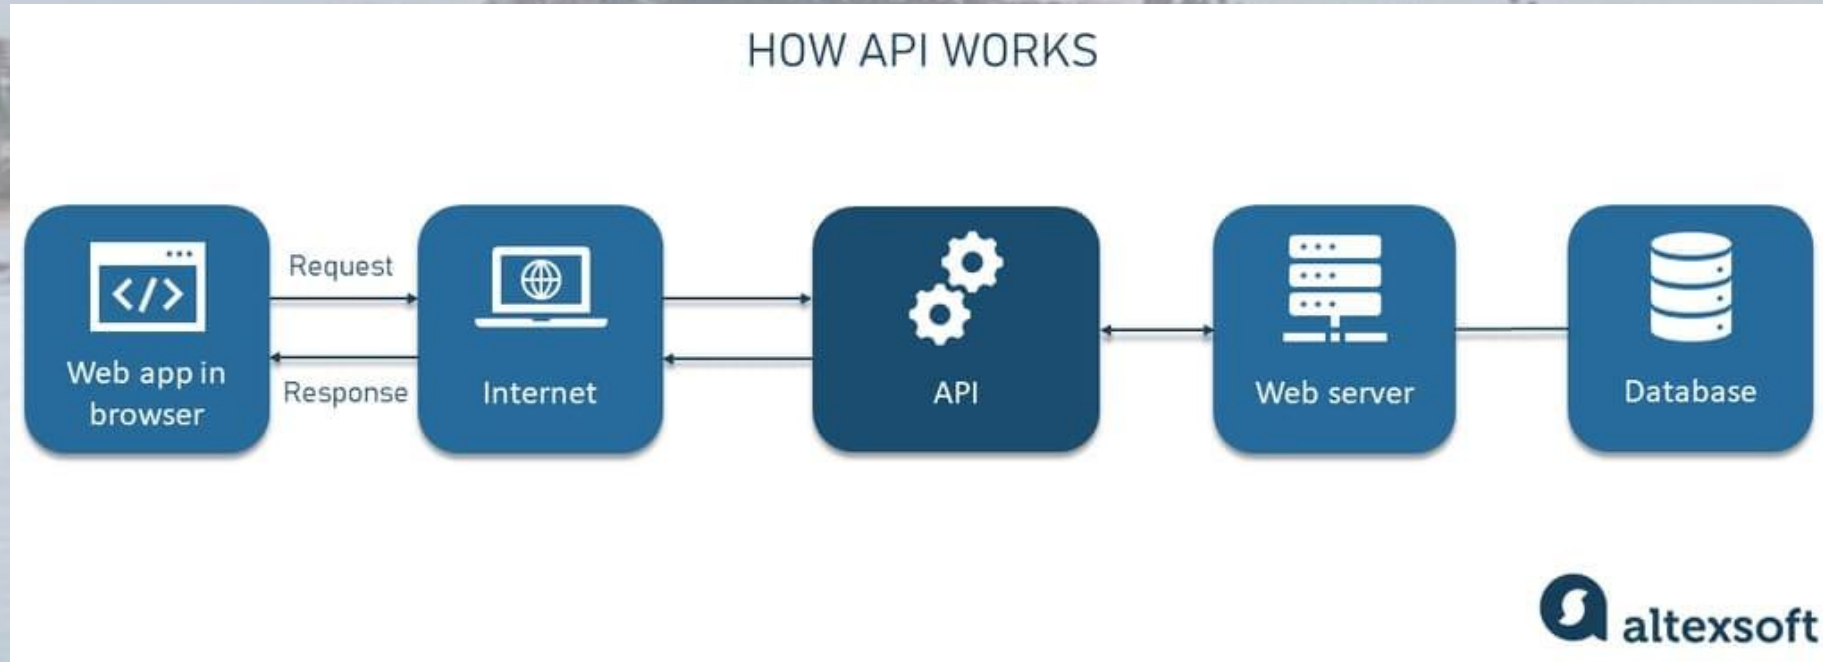 HOW API WORKS
Request
Response
Web app in
browser
Internet
API
Web server
Database
altexsoft